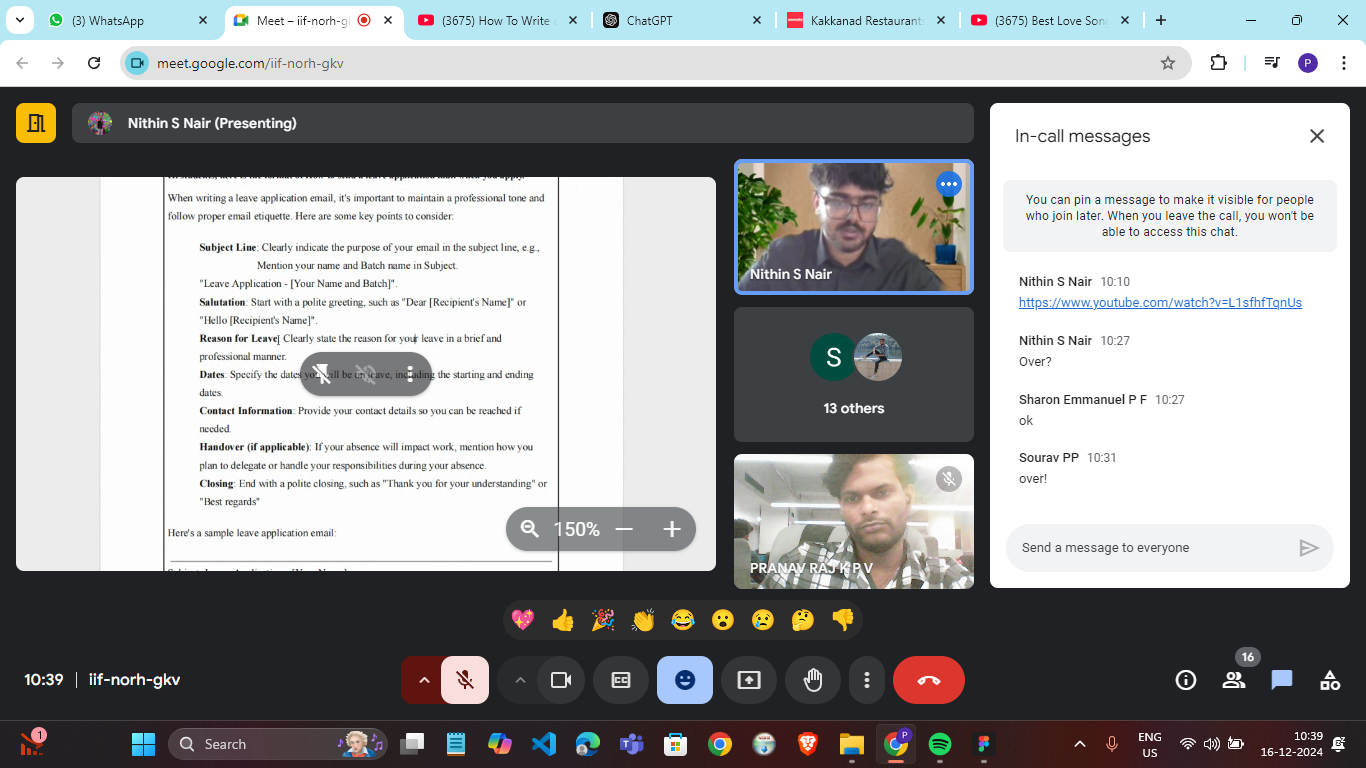 (3) WhatsApp
Meet – iif-norh-gk
(3675) How To Write
ChatGPT
Kakkanad Restaurant
(3675) Best Love Son
meet.google.com/iif-norh-gkv
P
Nithin S Nair (Presenting)
When writing a leave application email, it's important to maintain a professional tone and
follow proper email etiquette. Here are some key points to consider:
Subject Line: Clearly indicate the purpose of your email in the subject line, e.g.,
Mention your name and Batch name in Subject.
"Leave Application - [Your Name and Batch]".
Salutation: Start with a polite greeting, such as "Dear [Recipient's Name]" or
"Hello [Recipient's Name]".
Reason for Leave: Clearly state the reason for your leave in a brief and
professional manner.
Dates: Specify the dates you will be on leave, including the starting and ending
dates.
Contact Information: Provide your contact details so you can be reached if
needed.
Handover (if applicable): If your absence will impact work, mention how you
plan to delegate or handle your responsibilities during your absence.
Closing: End with a polite closing, such as "Thank you for your understanding" or
"Best regards"
Here's a sample leave application email:
150%
Nithin S Nair
S
13 others
PRANAV RAJ K P V
In-call messages
You can pin a message to make it visible for people
who join later. When you leave the call, you won't be
able to access this chat.
Nithin S Nair 10:10
https://www.youtube.com/watch?v=L1sfhfTqnUs
Nithin S Nair 10:27
Over?
Sharon Emmanuel P F 10:27
ok
Sourav PP 10:31
over!
Send a message to everyone
10:39 | iif-norh-gkv
16
1
Search
P
ENG
US
10:39
16-12-2024